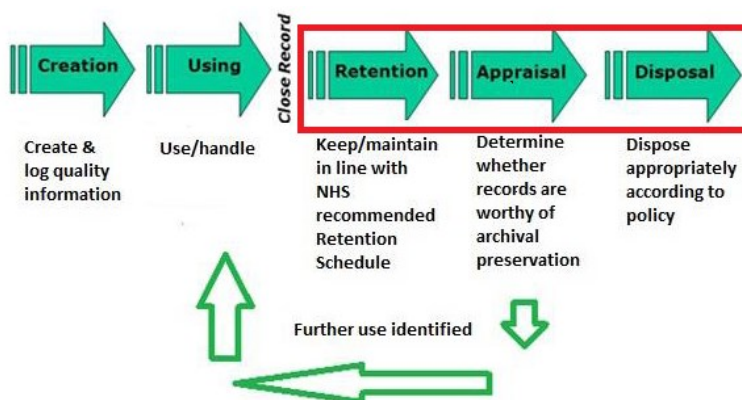 Creation
Using
Close Record
Retention
Appraisal
Disposal
Create &
log quality
information
Use/handle
Keep/maintain
in line with
NHS
recommended
Retention
Schedule
Determine
whether
records are
worthy of
archival
preservation
Dispose
appropriately
according to
policy
Further use identified